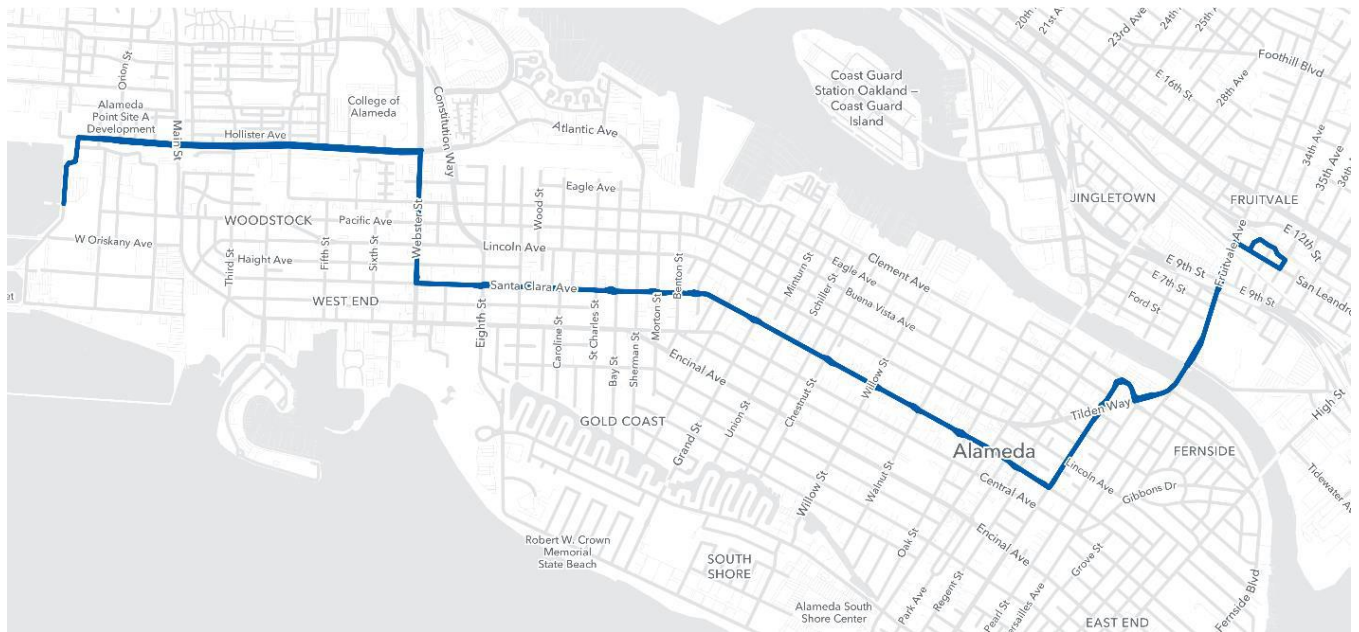 20th Ave
21st Ave
23rd Ave
24th Ave
25th Ave
Foothill Blvd
E 16th St
28th Ave
34th Ave
35th Ave
36th Ave
Coast Guard
Station Oakland –
Coast Guard
Island
Orion St
Alameda
Point Site A
Development
Main St
Hollister Ave
College of
Alameda
Constitution Way
Atlantic Ave
Eagle Ave
Wood St
JINGLETOWN
FRUITVALE
E 12th St
Fruitvale Ave
WOODSTOCK
Pacific Ave
Webster St
W Oriskany Ave
Third St
Haight Ave
Fifth St
Sixth St
Lincoln Ave
Benton St
Minturn St
Schiller St
Eagle Ave
Clement Ave
Buena Vista Ave
E 9th St
E 7th St
Ford St
E 9th St
San Leandro
WEST END
Santa Clara Ave
Eighth St
Caroline St
St Charles St
Bay St
Sherman St
Morton St
Encinal Ave
Willow St
Chestnut St
Union St
Grand St
GOLD COAST
Tilden Way
High St
Alameda
FERNSIDE
Lincoln Ave
Gibbons Dr
Tidewater
Central Ave
Willow St
Walnut St
Oak St
Encinal Ave
Grove St
Robert W. Crown
Memorial
State Beach
SOUTH
SHORE
Alameda South
Shore Center
Park Ave
Regent St
Pearl St
ersailles Ave
EAST END
Fernside Blvd